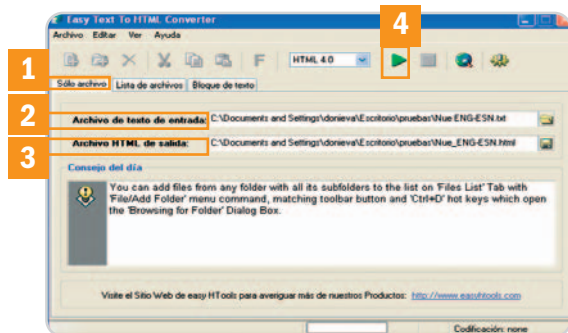 Easy Text To HTML Converter
4
Archivo Editar Ver Ayuda
F HTML 4.0
1
Sólo archivo Lista de archivos Bloque de texto
2 Archivo de texto de entrada: C:\Documents and Settings\donieva\Escritorio\pruebas\Nue ENG-ESN.txt
3 Archivo HTML de salida: C:\Documents and Settings\donieva\Escritorio\pruebas\Nue_ENG-ESN.html
Consejo del día
You can add files from any folder with all its subfolders to the list on 'Files List' Tab with
'File/Add Folder' menu command, matching toolbar button and 'Ctrl+D' hot keys which open
the 'Browsing for Folder' Dialog Box.
Visite el Sitio Web de easy HTools para averiguar más de nuestros Productos: http://www.easyhtools.com
Codificación: none